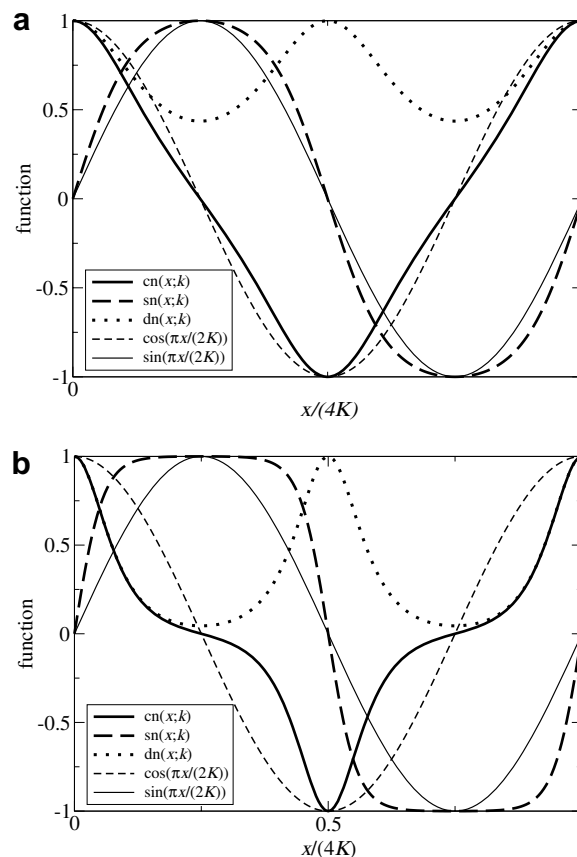 a
1
0.5
0
-0.5
-1
function
cn(x;k)
sn(x;k)
dn(x;k)
cos(πx/(2K))
sin(πx/(2K))
0
x/(4K)
b
1
0.5
0
-0.5
-1
function
cn(x;k)
sn(x;k)
dn(x;k)
cos(πx/(2K))
sin(πx/(2K))
0
0.5
x/(4K)